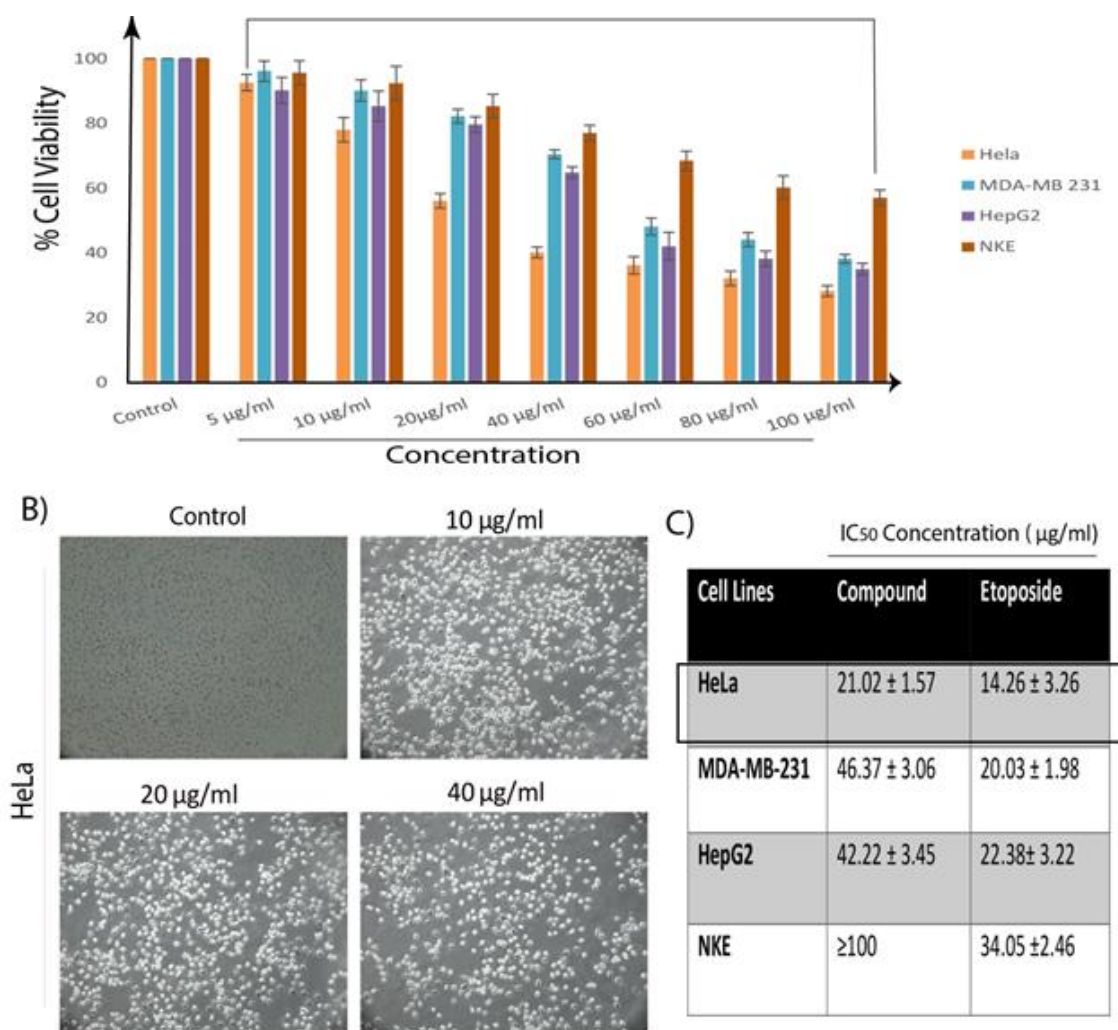 100
80
60
40
20
0
% Cell Viability
Control
5 µg/ml
10 µg/ml
20µg/ml
40 µg/ml
60 µg/ml
80 µg/ml
100 µg/ml
Concentration
Hela
MDA-MB 231
HepG2
NKE
B)
Control
10 µg/ml
20 µg/ml
40 µg/ml
HeLa
C)
IC50 Concentration ( µg/ml)
Cell Lines Compound Etoposide
HeLa 21.02 ± 1.57 14.26 ± 3.26
MDA-MB-231 46.37 ± 3.06 20.03 ± 1.98
HepG2 42.22 ± 3.45 22.38± 3.22
NKE ≥100 34.05 ±2.46